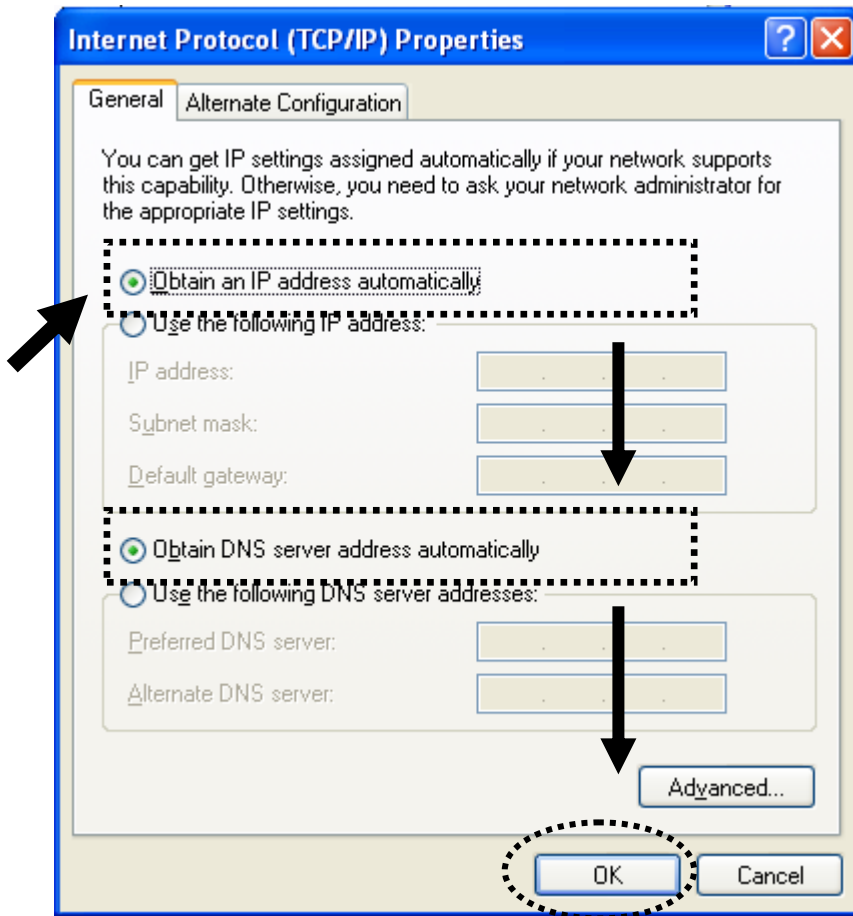 Internet Protocol (TCP/IP) Properties
General
Alternate Configuration
You can get IP settings assigned automatically if your network supports
this capability. Otherwise, you need to ask your network administrator for
the appropriate IP settings.
Obtain an IP address automatically
Use the following IP address:
IP address:
Subnet mask:
Default gateway:
Obtain DNS server address automatically
Use the following DNS server addresses:
Preferred DNS server:
Alternate DNS server:
Advanced...
OK
Cancel